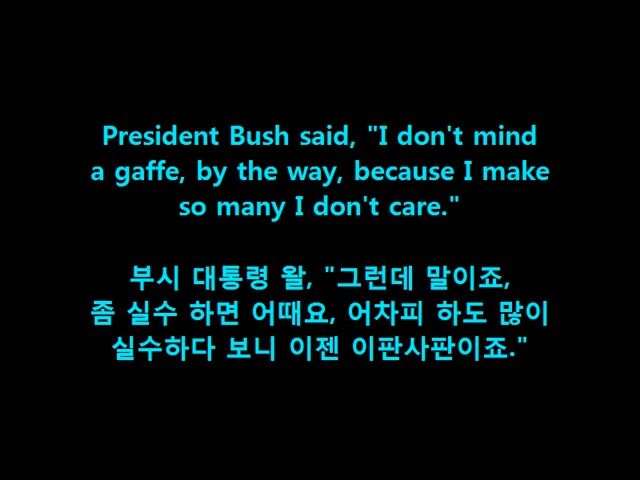 President Bush said, "I don't mind
a gaffe, by the way, because I make
so many I don't care."
부시 대통령 왈, "그런데 말이죠,
좀 실수 하면 어때요, 어차피 하도 많이
실수하다 보니 이젠 이판사판이죠."